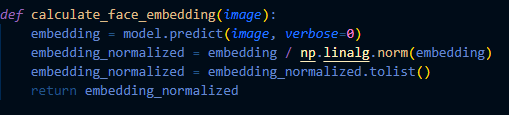 def calculate_face_embedding(image):
    embedding = model.predict(image, verbose=0)
    embedding_normalized = embedding / np.linalg.norm(embedding)
    embedding_normalized = embedding_normalized.tolist()
    return embedding_normalized